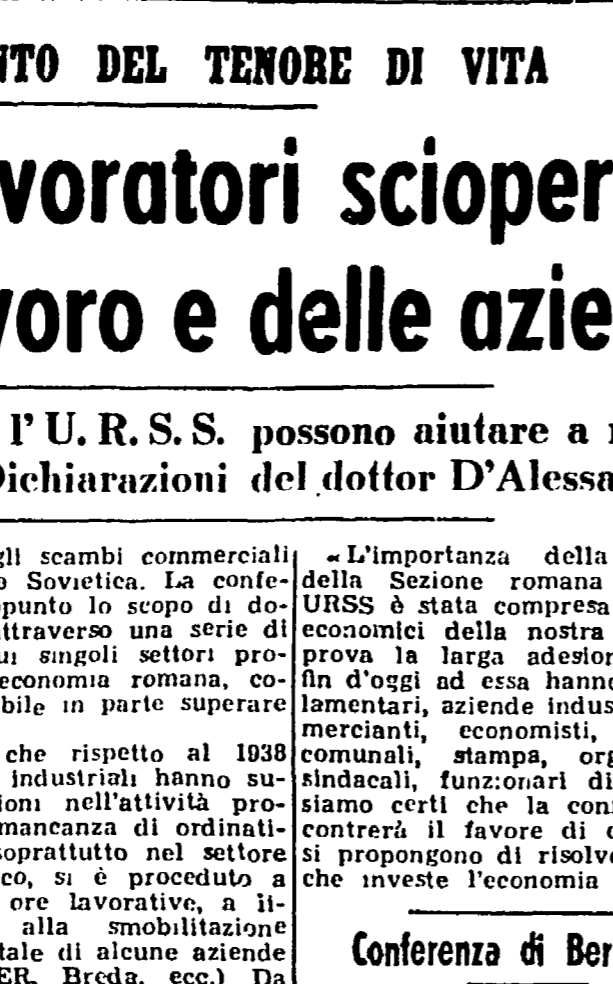 NTO DEL TENORE DI VITA
voratori scioper
voro e delle azie
l'U.R.S.S. possono aiutare a
Dichiarazioni del dottor D'Alessa
gli scambi commerciali
o Sovietica. La confe-
ppunto lo scopo di do-
attraverso una serie di
ui singoli settori pro-
economia romana, co-
bile in parte superare
che rispetto al 1938
industriali hanno su-
ioni nell'attività pro-
mancanza di ordinati-
soprattutto nel settore
co, si è proceduto a
ore lavorative, a li-
alla smobilitazione
tale di alcune aziende
ER, Breda, ecc.) Da
«L'importanza della
della Sezione romana
URSS è stata compresa
economici della nostra
prova la larga adesion
fin d'oggi ad essa hanno
lamentari, aziende indus
mercianti, economisti,
comunali, stampa, org
sindacali, funzionari di
siamo certi che la con
contrerà il favore di
si propongono di risolve
che investe l'economia
Conferenza di Ber